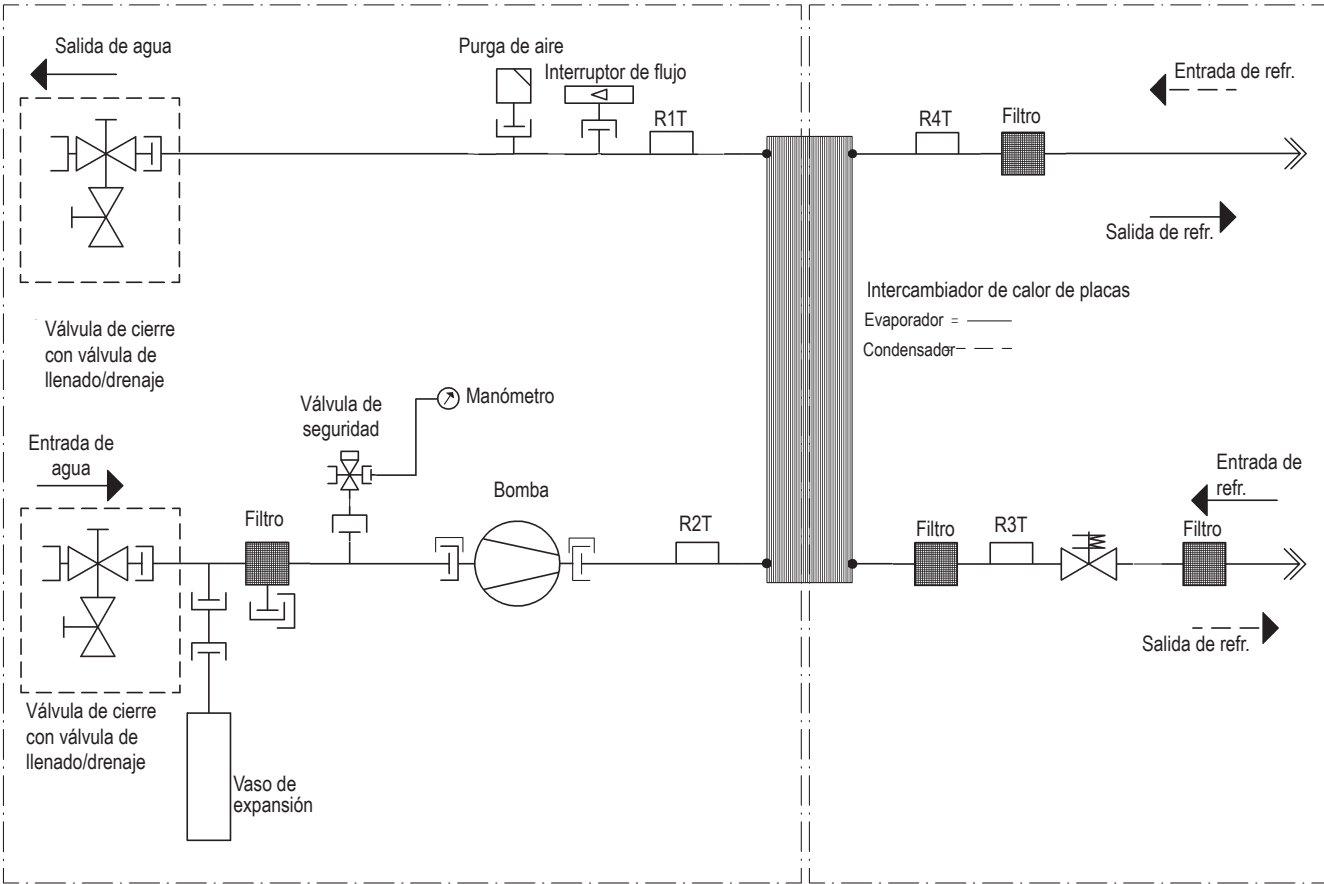 Salida de agua
Purga de aire
Interruptor de flujo
R1T
R4T
Filtro
Entrada de refr.
Salida de refr.
Intercambiador de calor de placas
Evaporador =
Condensador
Válvula de cierre
con válvula de
llenado/drenaje
Manómetro
Válvula de
seguridad
Entrada de
agua
Filtro
Bomba
R2T
Filtro
R3T
Entrada de
refr.
Filtro
Salida de refr.
Válvula de cierre
con válvula de
llenado/drenaje
Vaso de
expansión